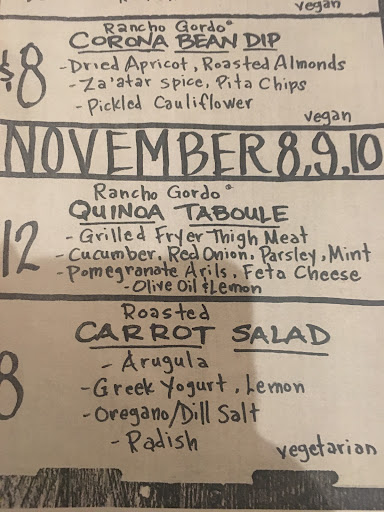 vegan
Rancho Gordo®
$8 CORONA BEAN DIP
-Dried Apricot, Roasted Almonds
-Za'atar spice, Pita Chips
-Pickled Cauliflower
vegan
NOVEMBER 8,9,10
Rancho Gordo®
QUINOA TABOULE
-Grilled Fryer Thigh Meat
12 -Cucumber, Red Onion, Parsley, Mint
-Pomegranate Arils, Feta Cheese
-Olive Oil & Lemon
Roasted
CARROT SALAD
- Arugula
8 -Greek Yogurt, Lemon
-Oregano/Dill Salt
- Radish
vegetarian